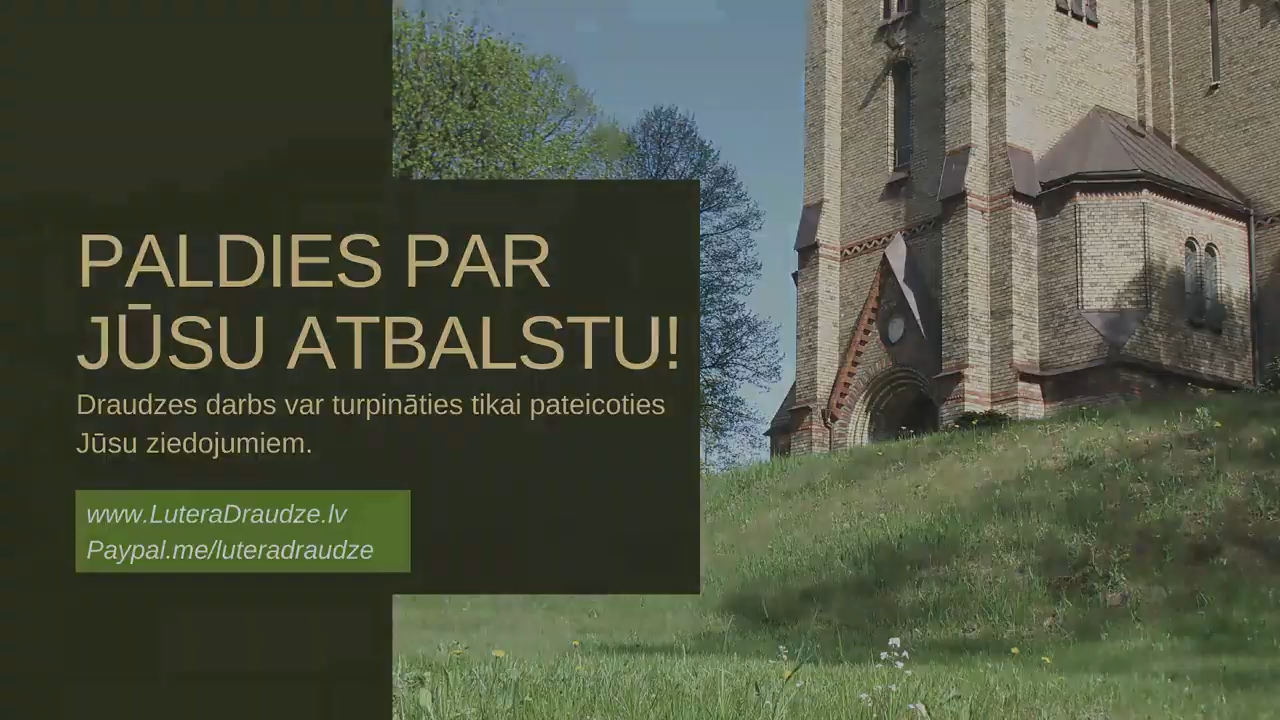 PALDIES PAR
JŪSU ATBALSTU!
Draudzes darbs var turpināties tikai pateicoties
Jūsu ziedojumiem.
www.LuteraDraudze.lv
Paypal.me/luteradraudze